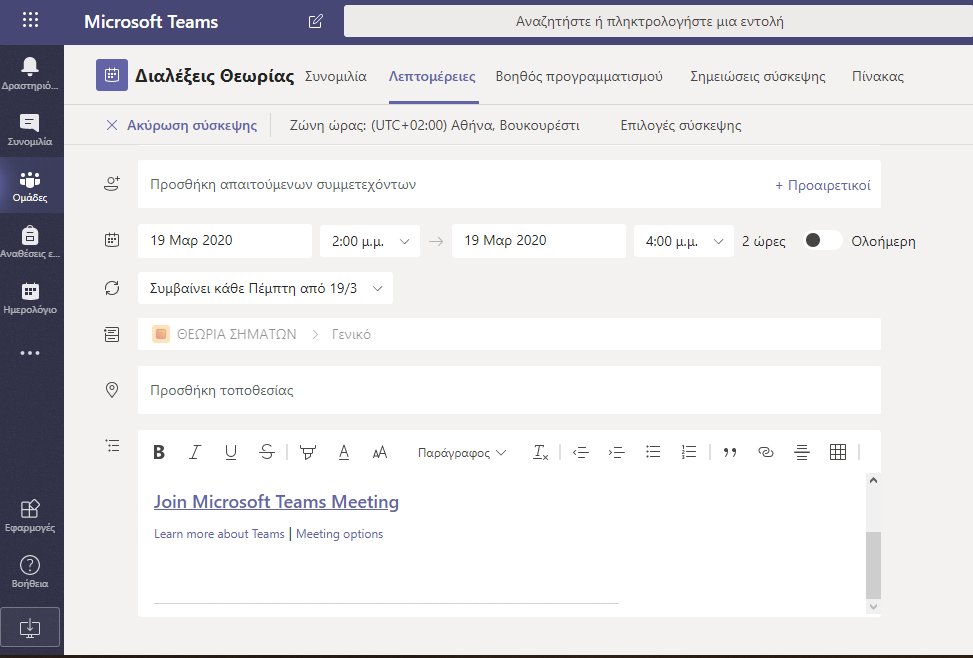 Microsoft Teams
Αναζητήστε ή πληκτρολογήστε μια εντολή
Δραστηριό...
Συνομιλία
Ομάδες
Αναθέσεις ε...
Ημερολόγιο
Εφαρμογές
Βοήθεια
Διαλέξεις Θεωρίας Συνομιλία Λεπτομέρειες Βοηθός προγραμματισμού Σημειώσεις σύσκεψης Πίνακας
Ακύρωση σύσκεψης Ζώνη ώρας: (UTC+02:00) Αθήνα, Βουκουρέστι Επιλογές σύσκεψης
Προσθήκη απαιτούμενων συμμετεχόντων + Προαιρετικοί
19 Μαρ 2020 2:00 μ.μ. 19 Μαρ 2020 4:00 μ.μ. 2 ώρες Ολοήμερη
Συμβαίνει κάθε Πέμπτη από 19/3
ΘΕΩΡΙΑ ΣΗΜΑΤΩΝ > Γενικό
Προσθήκη τοποθεσίας
B I U S A AA Παράγραφος Ix
Join Microsoft Teams Meeting
Learn more about Teams | Meeting options